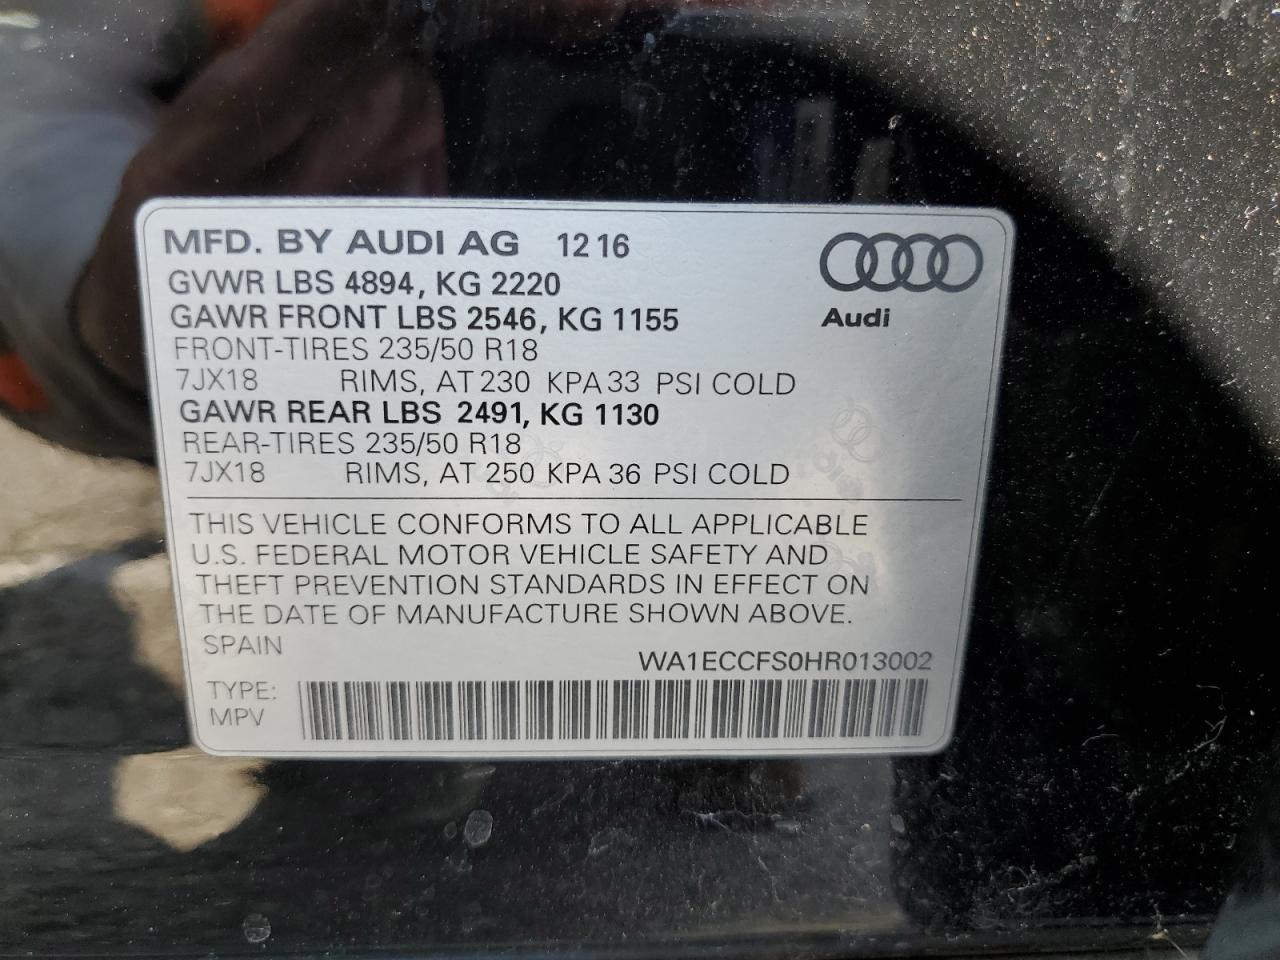 MFD. BY AUDI AG 12 16
GVWR LBS 4894, KG 2220
GAWR FRONT LBS 2546, KG 1155
Audi
FRONT-TIRES 235/50 R18
7JX18 RIMS, AT 230 KPA 33 PSI COLD
GAWR REAR LBS 2491, KG 1130
REAR-TIRES 235/50 R18
7JX18 RIMS, AT 250 KPA 36 PSI COLD
THIS VEHICLE CONFORMS TO ALL APPLICABLE
U.S. FEDERAL MOTOR VEHICLE SAFETY AND
THEFT PREVENTION STANDARDS IN EFFECT ON
THE DATE OF MANUFACTURE SHOWN ABOVE.
SPAIN
WA1ECCFS0HR013002
TYPE:
MPV